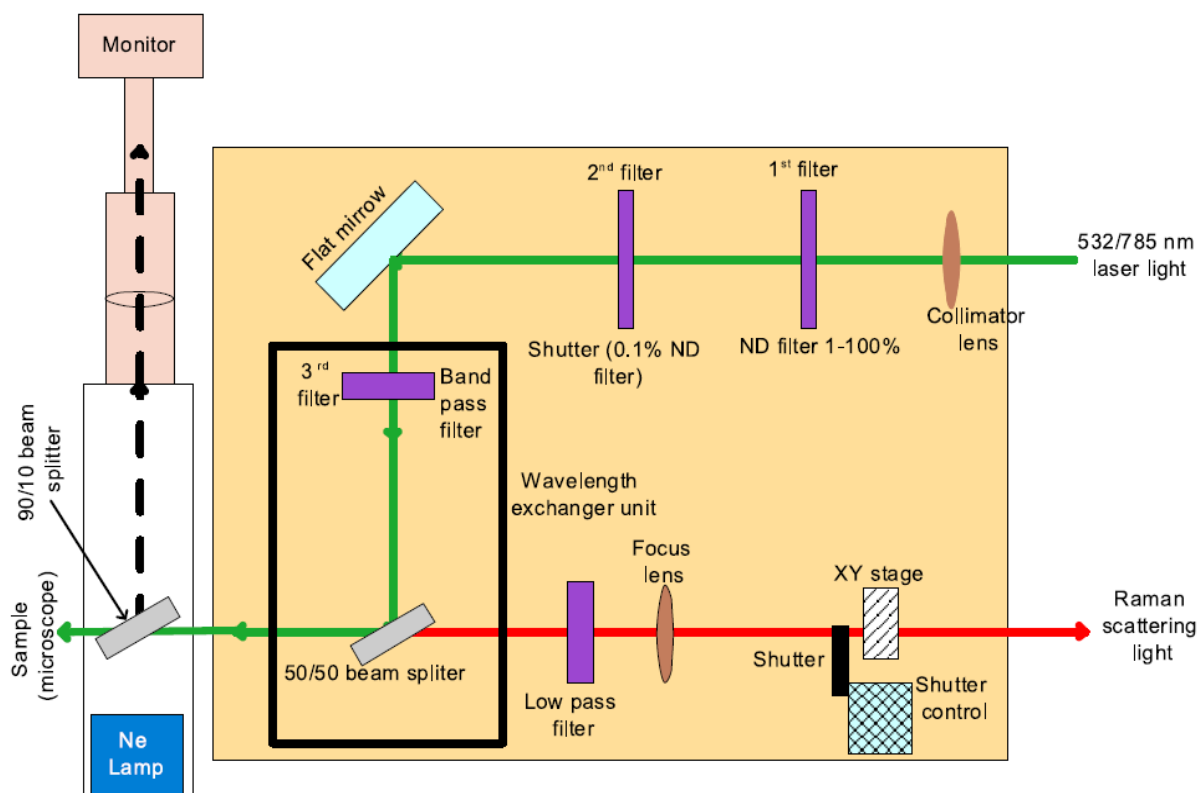 Monitor
2nd filter
1st filter
Flat mirrow
532/785 nm
laser light
Collimator
lens
Shutter (0.1% ND
filter)
ND filter 1-100%
3 rd
filter
Band
pass
filter
90/10 beam
splitter
Wavelength
exchanger unit
Focus
lens
XY stage
Raman
scattering
light
Sample
(microscope)
50/50 beam spliter
Shutter
Low pass
filter
Shutter
control
Ne
Lamp